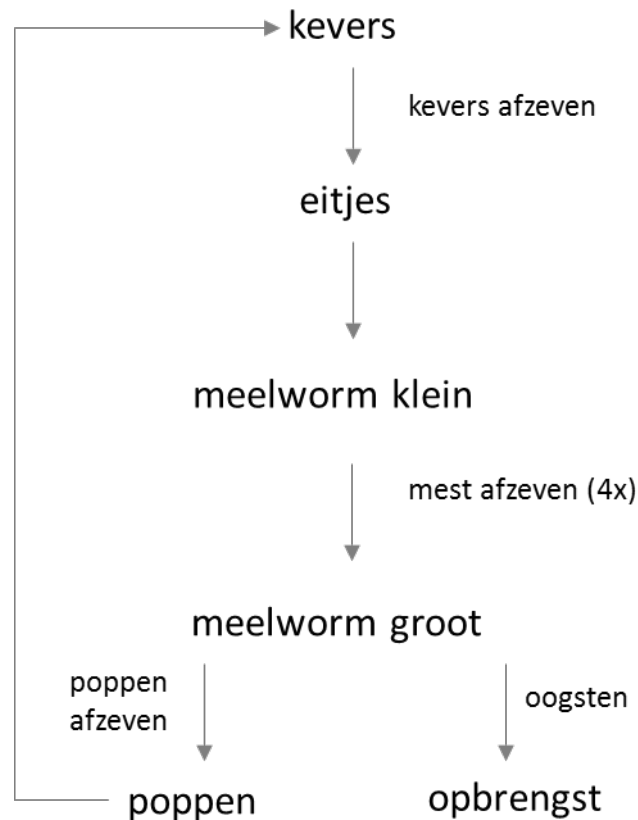 kevers
kevers afzeven
eitjes
meelworm klein
mest afzeven (4x)
meelworm groot
poppen
afzeven
oogsten
poppen
opbrengst